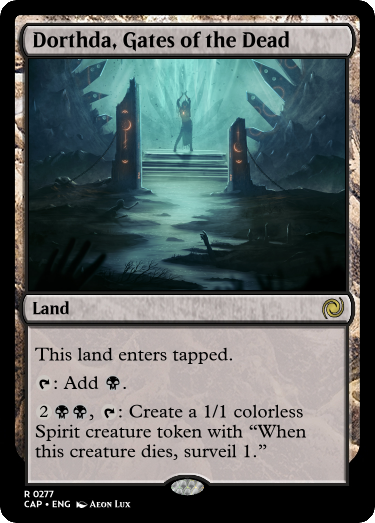 Dorthda, Gates of the Dead
Land
This land enters tapped.
: Add .
2 , : Create a 1/1 colorless
Spirit creature token with “When
this creature dies, surveil 1.”
R 0277
CAP • ENG Aeon Lux